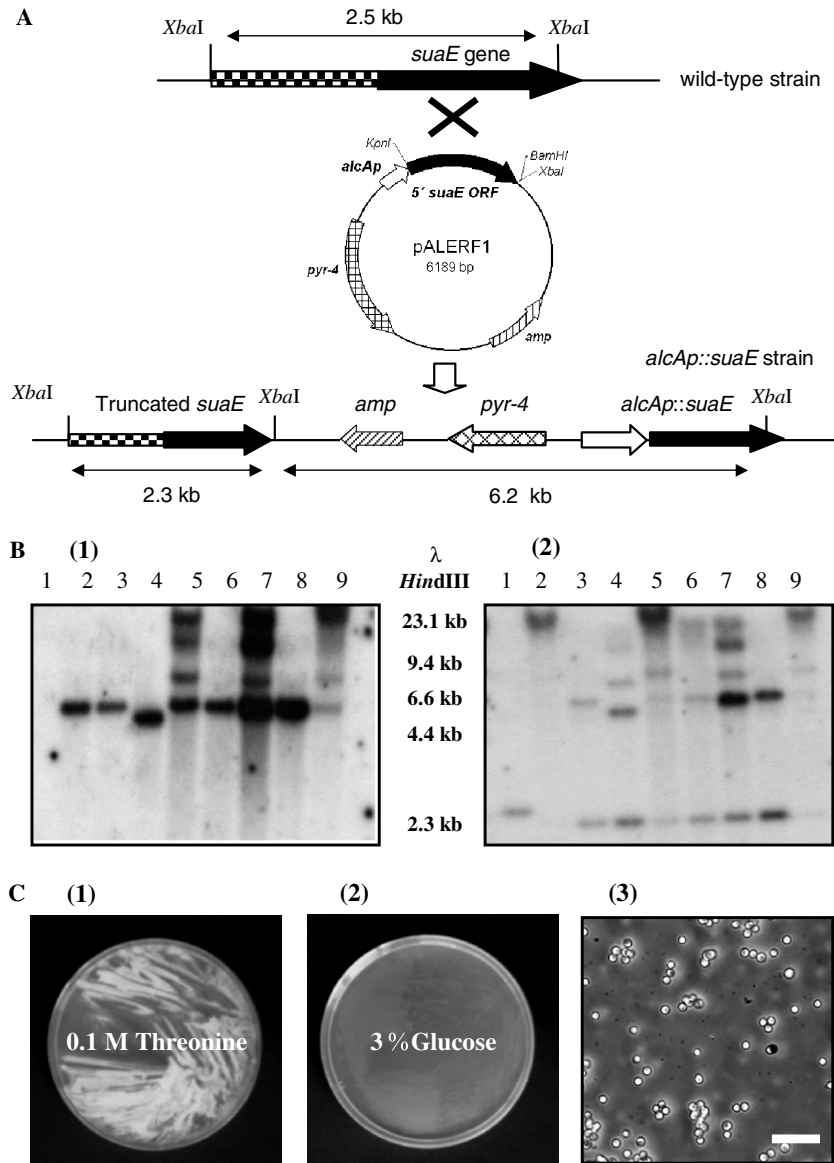 A
2.5 kb
XbaI XbaI
suaE gene
wild-type strain
KpnI
BamHI
alcAp
XbaI
5´ suaE ORF
pALERF1
6189 bp
pyr-4
amp
alcAp::suaE strain
XbaI Truncated suaE XbaI amp pyr-4 alcAp::suaE XbaI
2.3 kb 6.2 kb
B (1) λ (2)
1 2 3 4 5 6 7 8 9 HindIII 1 2 3 4 5 6 7 8 9
23.1 kb
9.4 kb
6.6 kb
4.4 kb
2.3 kb
C (1) (2) (3)
0.1 M Threonine 3%Glucose